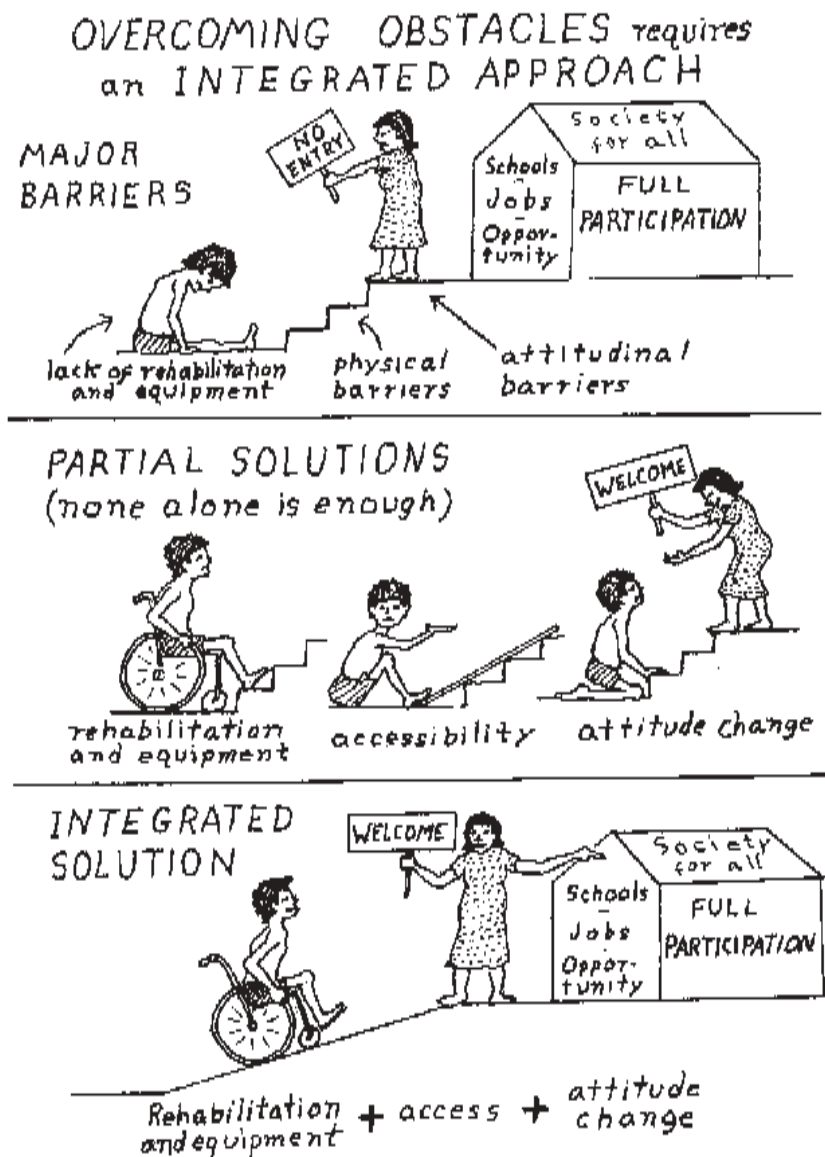 OVERCOMING OBSTACLES requires
an INTEGRATED APPROACH
MAJOR
BARRIERS
NO
ENTRY
Society
for all
Schools
-
Jobs
-
Oppor-
tunity
FULL
PARTICIPATION
lack of rehabilitation
and equipment
physical
barriers
attitudinal
barriers
PARTIAL SOLUTIONS
(none alone is enough)
WELCOME
rehabilitation
and equipment
accessibility
attitude change
INTEGRATED
SOLUTION
WELCOME
Society
for all
Schools
-
Jobs
-
Oppor-
tunity
FULL
PARTICIPATION
Rehabilitation
and equipment + access + attitude
change